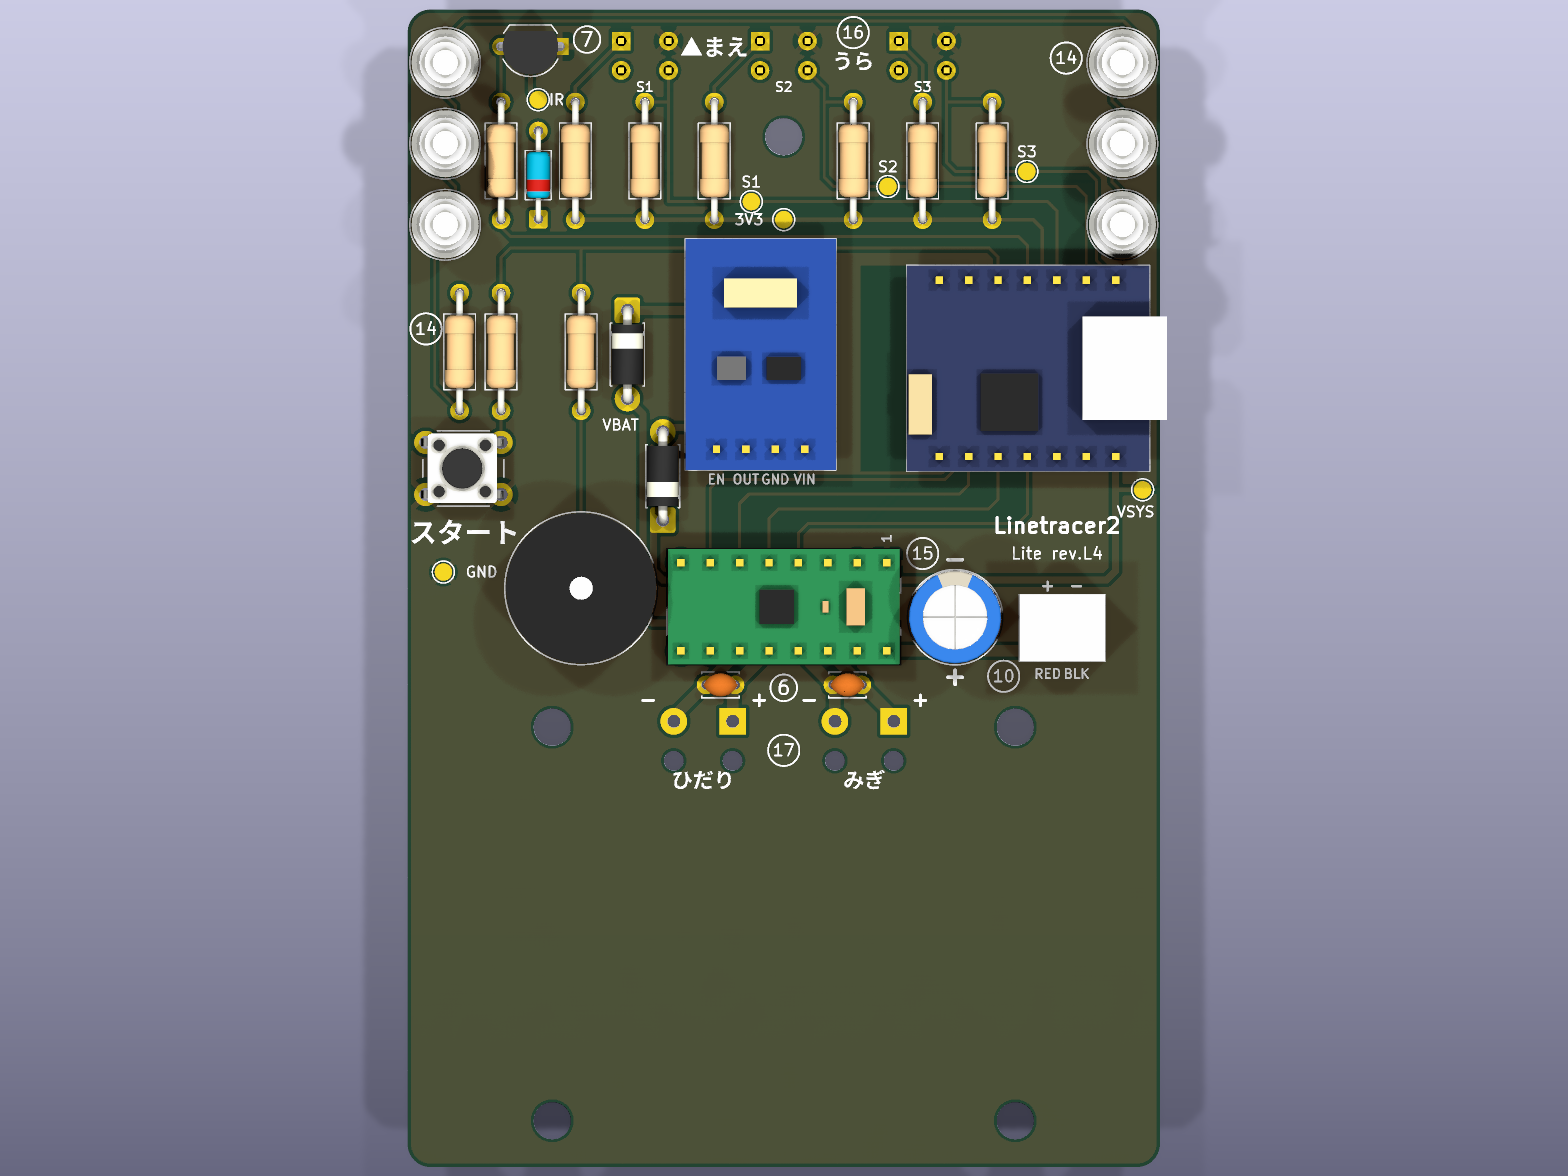 7
▲まえ
16
うら
14
S1
S2
S3
IR
S3
S2
S1
3V3
14
VBAT
EN OUT GND VIN
VSYS
スタート
Linetracer2
1
15
−
Lite rev.L4
GND
+ −
+
10
RED BLK
− + 6 − +
17
ひだり
みぎ